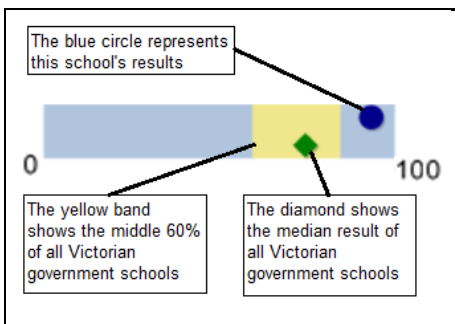 The blue circle represents
this school's results
0
100
The yellow band
shows the middle 60%
of all Victorian
government schools
The diamond shows
the median result of
all Victorian
government schools